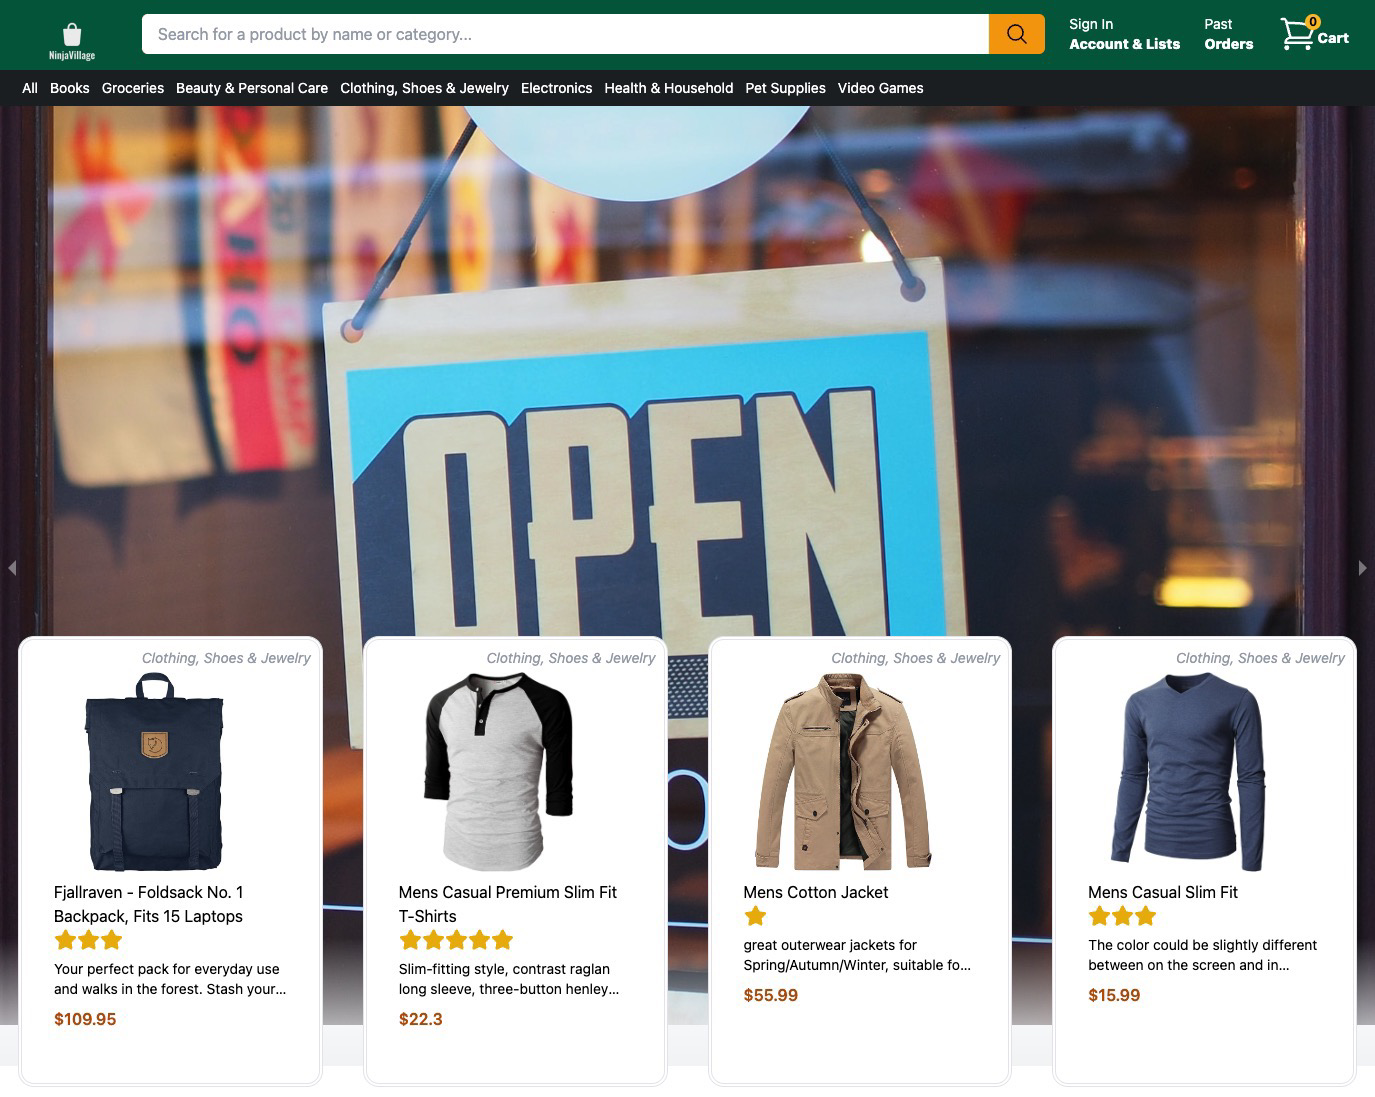 NinjaVillage
Search for a product by name or category...
Sign In
Account & Lists
Past
Orders
0
Cart
All Books Groceries Beauty & Personal Care Clothing, Shoes & Jewelry Electronics Health & Household Pet Supplies Video Games
OPEN
Clothing, Shoes & Jewelry
Fjallraven - Foldsack No. 1
Backpack, Fits 15 Laptops
Your perfect pack for everyday use
and walks in the forest. Stash your...
$109.95
Clothing, Shoes & Jewelry
Mens Casual Premium Slim Fit
T-Shirts
Slim-fitting style, contrast raglan
long sleeve, three-button henley...
$22.3
Clothing, Shoes & Jewelry
Mens Cotton Jacket
great outerwear jackets for
Spring/Autumn/Winter, suitable fo...
$55.99
Clothing, Shoes & Jewelry
Mens Casual Slim Fit
The color could be slightly different
between on the screen and in...
$15.99